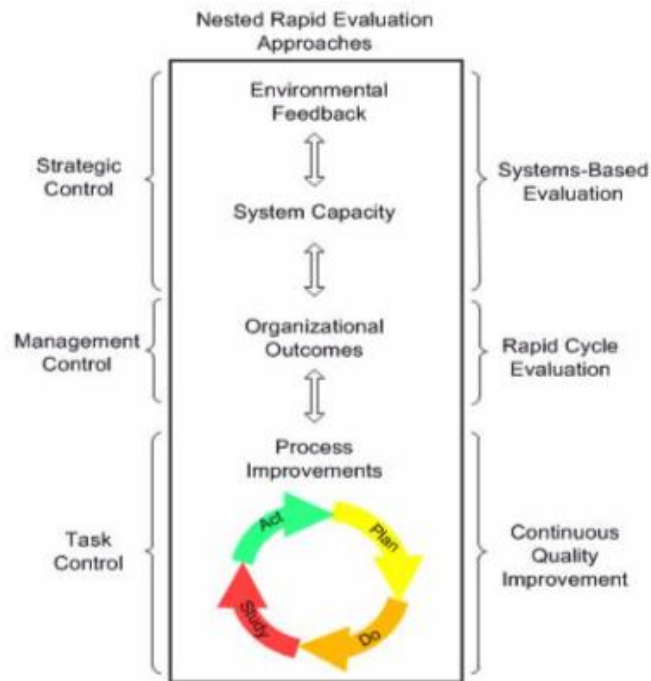 Nested Rapid Evaluation
Approaches
Environmental
Feedback
Strategic
Control
Systems-Based
Evaluation
System Capacity
Management
Control
Organizational
Outcomes
Rapid Cycle
Evaluation
Process
Improvements
Task
Control
Act
Plan
Do
Study
Continuous
Quality
Improvement